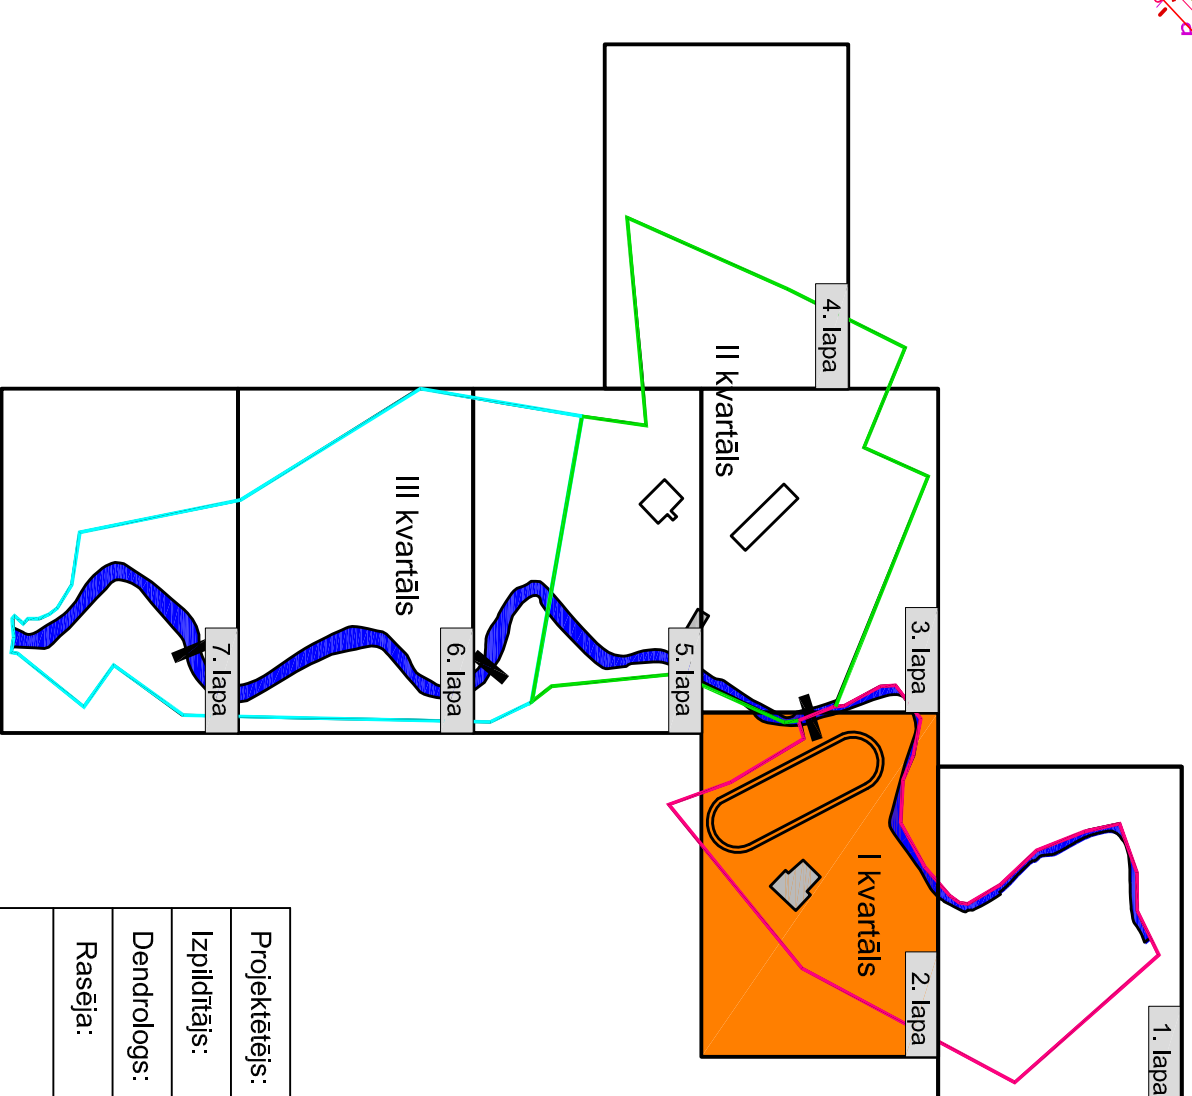 1. lapa
2. lapa
3. lapa
4. lapa
5. lapa
6. lapa
7. lapa
I kvartāls
II kvartāls
III kvartāls
Projektētējs:
Izpildītājs:
Dendrologs:
Rasēja: